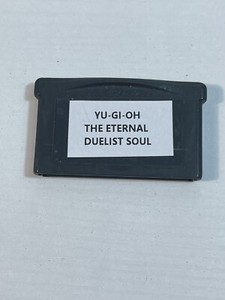 YU-GI-OH
THE ETERNAL
DUELIST SOUL